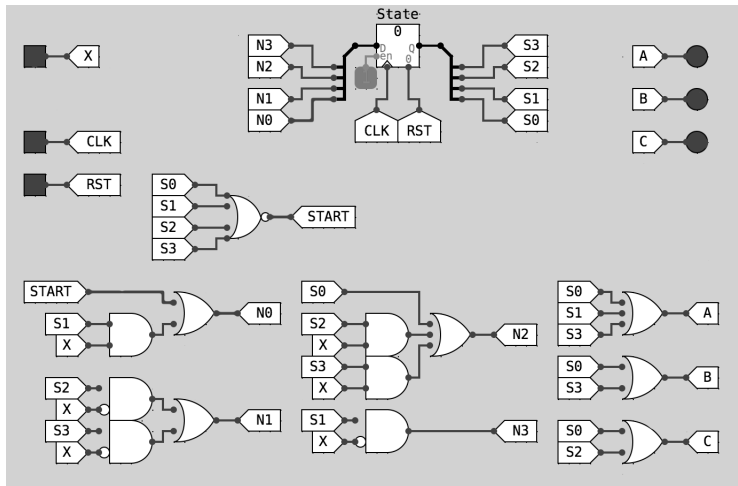 State
0
D
Q
en
0
N3
N2
N1
N0
S3
S2
S1
S0
CLK
RST
X
CLK
RST
A
B
C
S0
S1
S2
S3
START
START
S1
X
N0
S2
X
S3
X
N1
S0
S2
X
S3
X
N2
S1
X
N3
S0
S1
S3
A
S0
S3
B
S0
S2
C